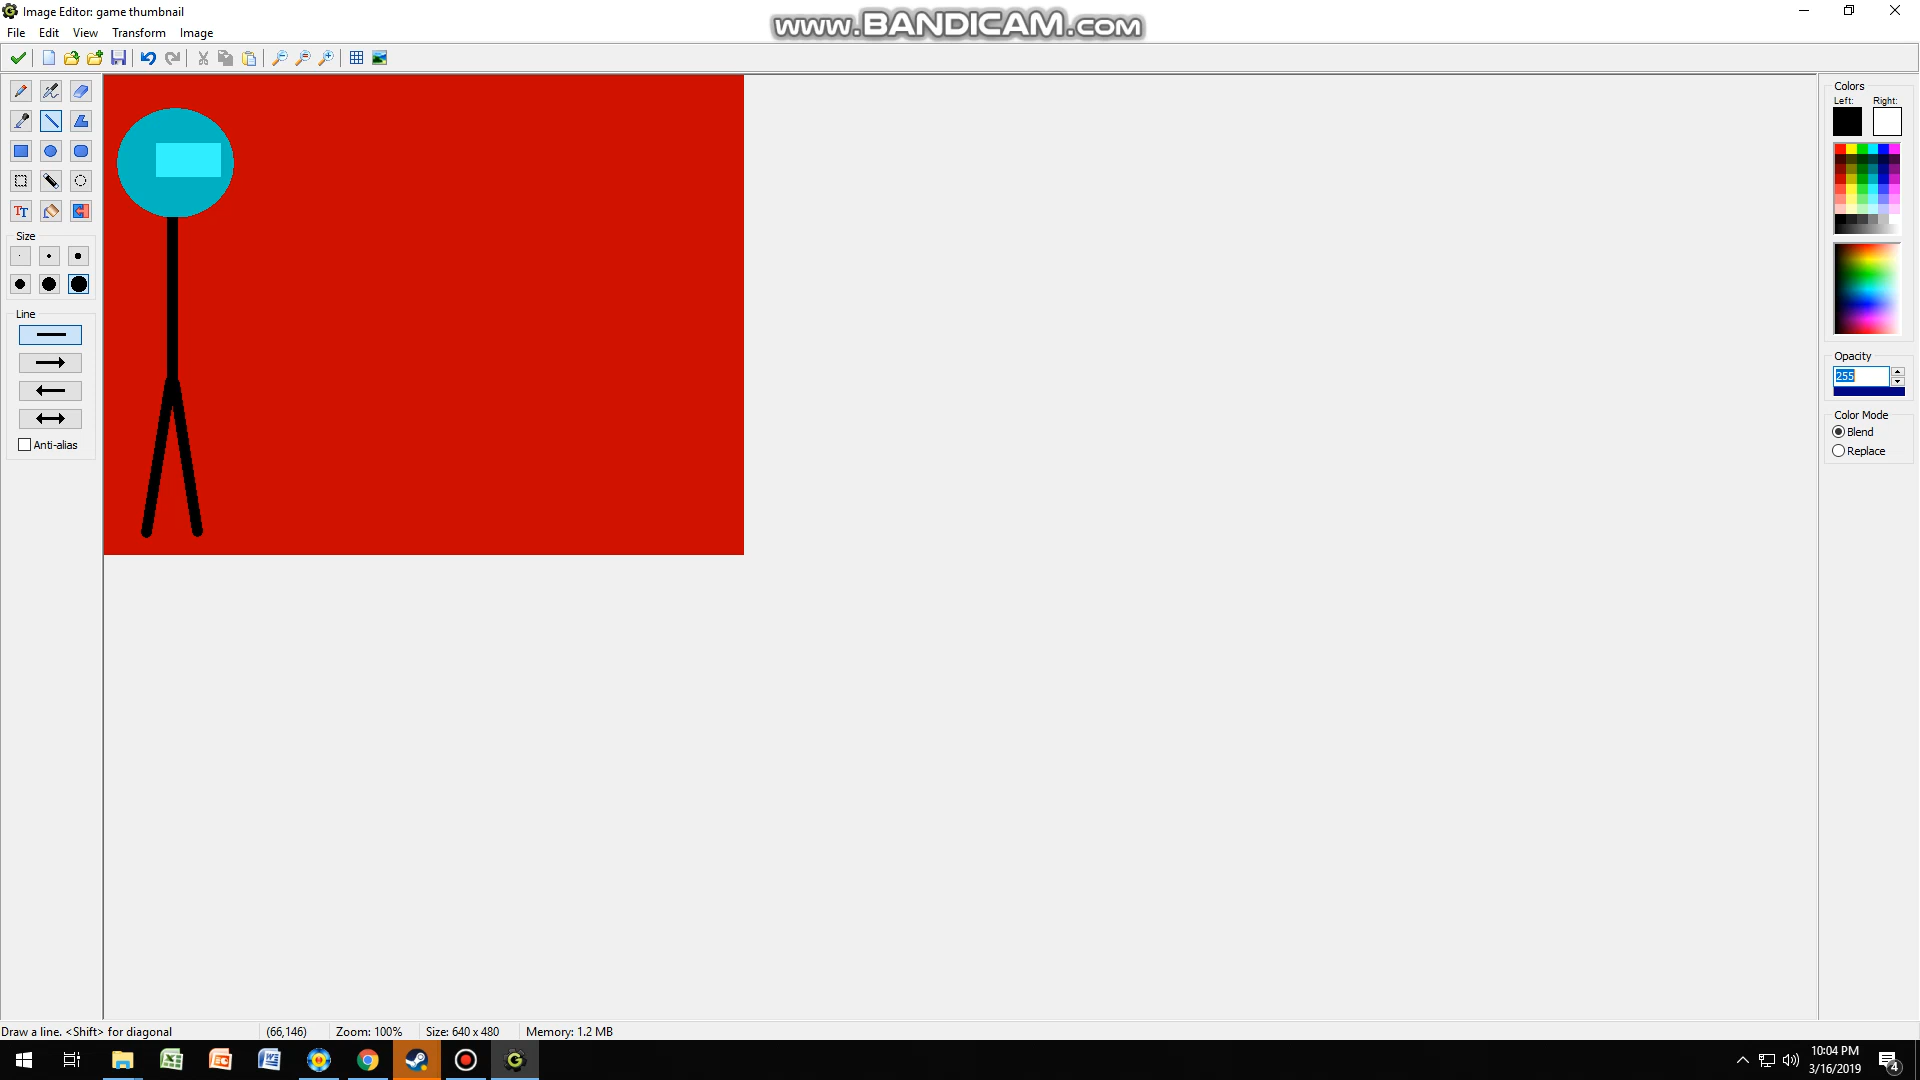 Image Editor: game thumbnail
www.BANDICAM.com
File Edit View Transform Image
Colors
Left: Right:
TT
Size
Line
Opacity
255
Color Mode
Blend
Replace
Anti-alias
Draw a line. <Shift> for diagonal (66,146) Zoom: 100% Size: 640 x 480 Memory: 1.2 MB
10:04 PM
3/16/2019
4